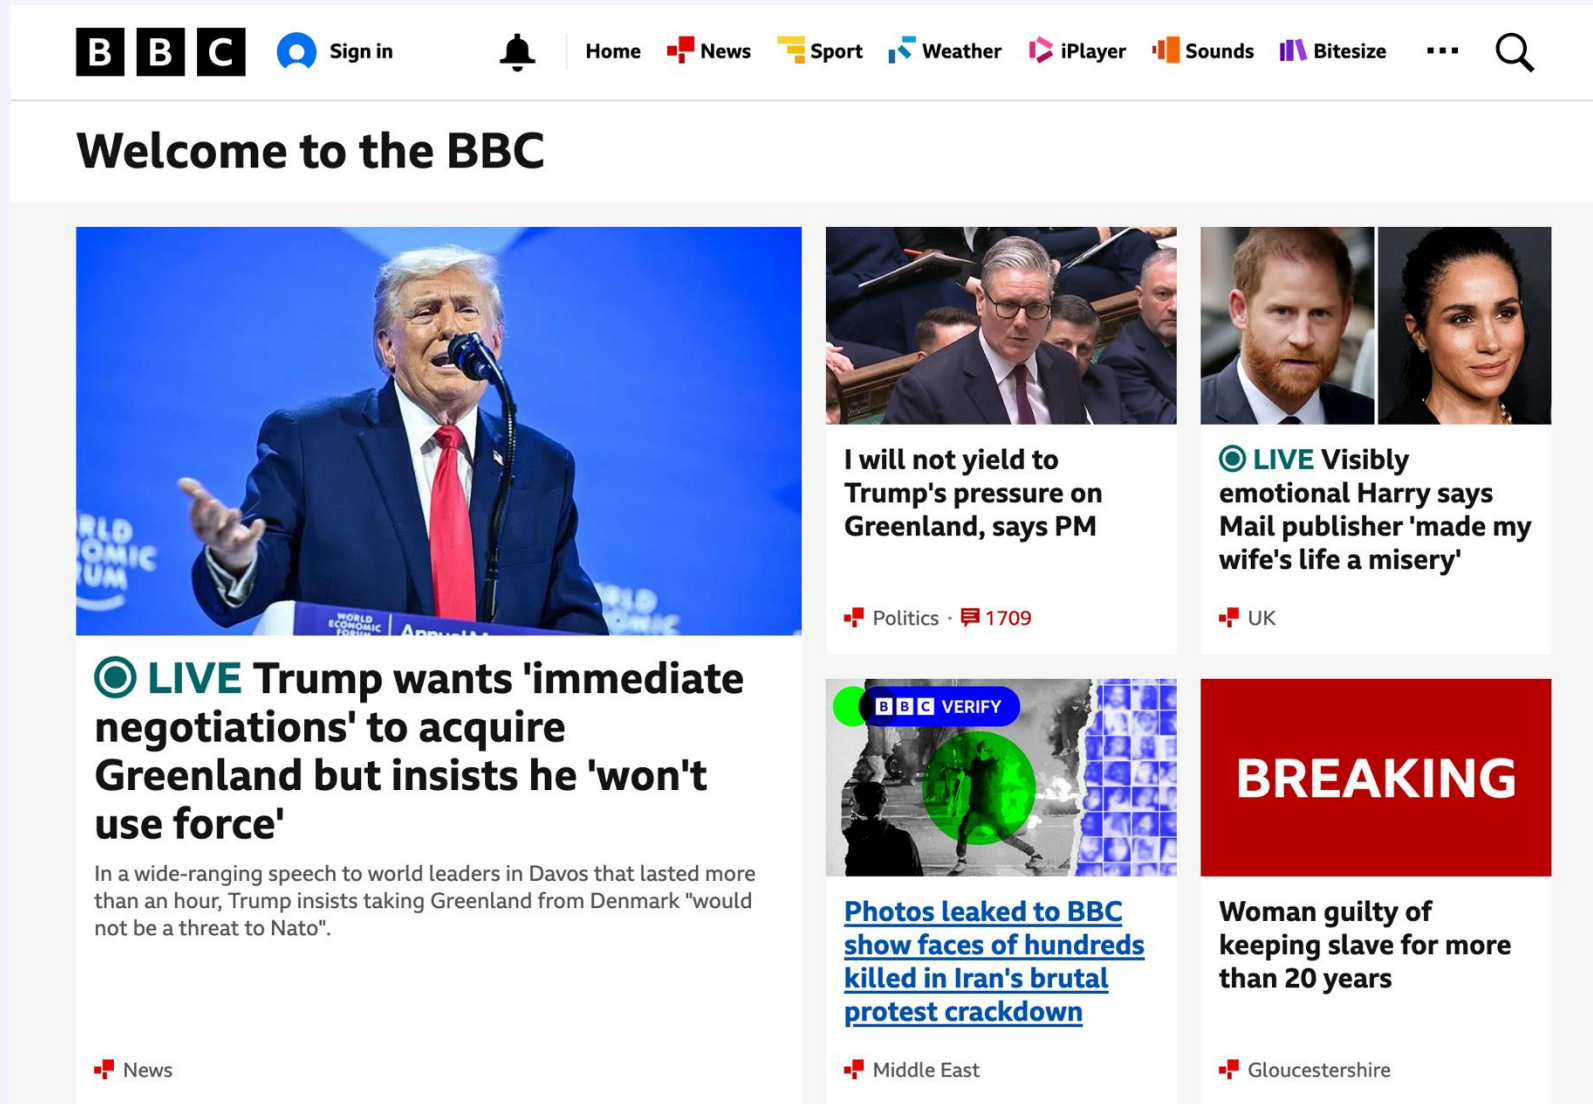 BBC
Sign in
Home
News
Sport
Weather
iPlayer
Sounds
Bitesize
Welcome to the BBC
WORLD
ECONOMIC
FORUM
LIVE Trump wants 'immediate
negotiations' to acquire
Greenland but insists he 'won't
use force'
In a wide-ranging speech to world leaders in Davos that lasted more
than an hour, Trump insists taking Greenland from Denmark "would
not be a threat to Nato".
News
I will not yield to
Trump's pressure on
Greenland, says PM
Politics · 1709
LIVE Visibly
emotional Harry says
Mail publisher 'made my
wife's life a misery'
UK
BBC VERIFY
Photos leaked to BBC
show faces of hundreds
killed in Iran's brutal
protest crackdown
Middle East
BREAKING
Woman guilty of
keeping slave for more
than 20 years
Gloucestershire